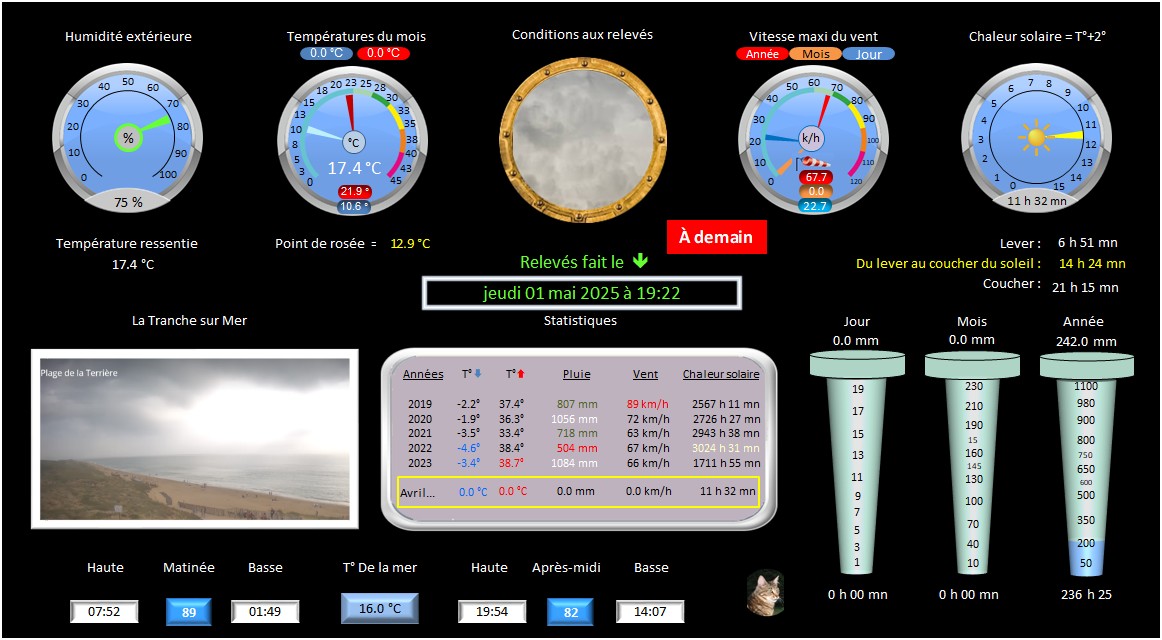 Humidité extérieure
Températures du mois
0.0 °C 0.0 °C
Conditions aux relevés
Vitesse maxi du vent
Année Mois Jour
Chaleur solaire = T°+2°
0 10 20 30 40 50 60 70 80 90 100
%
75 %
0 3 5 8 10 13 15 18 20 23 25 28 30 33 35 38 40 43 45
°C
17.4 °C
21.9 °
10.6 °
0 10 20 30 40 50 60 70 80 90 100 110 120
k/h
67.7
0.0
22.7
0 1 2 3 4 5 6 7 8 9 10 11 12 13 14 15
11 h 32 mn
Température ressentie
17.4 °C
Point de rosée = 12.9 °C
À demain
Relevés fait le
jeudi 01 mai 2025 à 19:22
Lever : 6 h 51 mn
Du lever au coucher du soleil : 14 h 24 mn
Coucher : 21 h 15 mn
La Tranche sur Mer
Plage de la Terrière
Statistiques
Années T° T° Pluie Vent Chaleur solaire
2019 -2.2° 37.4° 807 mm 89 km/h 2567 h 11 mn
2020 -1.9° 36.3° 1056 mm 72 km/h 2726 h 27 mn
2021 -3.5° 33.4° 718 mm 63 km/h 2943 h 38 mn
2022 -4.6° 38.4° 504 mm 67 km/h 3024 h 31 mn
2023 -3.4° 38.7° 1084 mm 66 km/h 1711 h 55 mn
Avril... 0.0 °C 0.0 °C 0.0 mm 0.0 km/h 11 h 32 mn
Jour
0.0 mm
19
17
15
13
11
9
7
5
3
1
0 h 00 mn
Mois
0.0 mm
230
210
190
15
160
145
130
100
70
40
10
0 h 00 mn
Année
242.0 mm
1100
980
900
800
750
650
600
500
350
200
50
236 h 25
Haute Matinée Basse
07:52 89 01:49
T° De la mer
16.0 °C
Haute Après-midi Basse
19:54 82 14:07